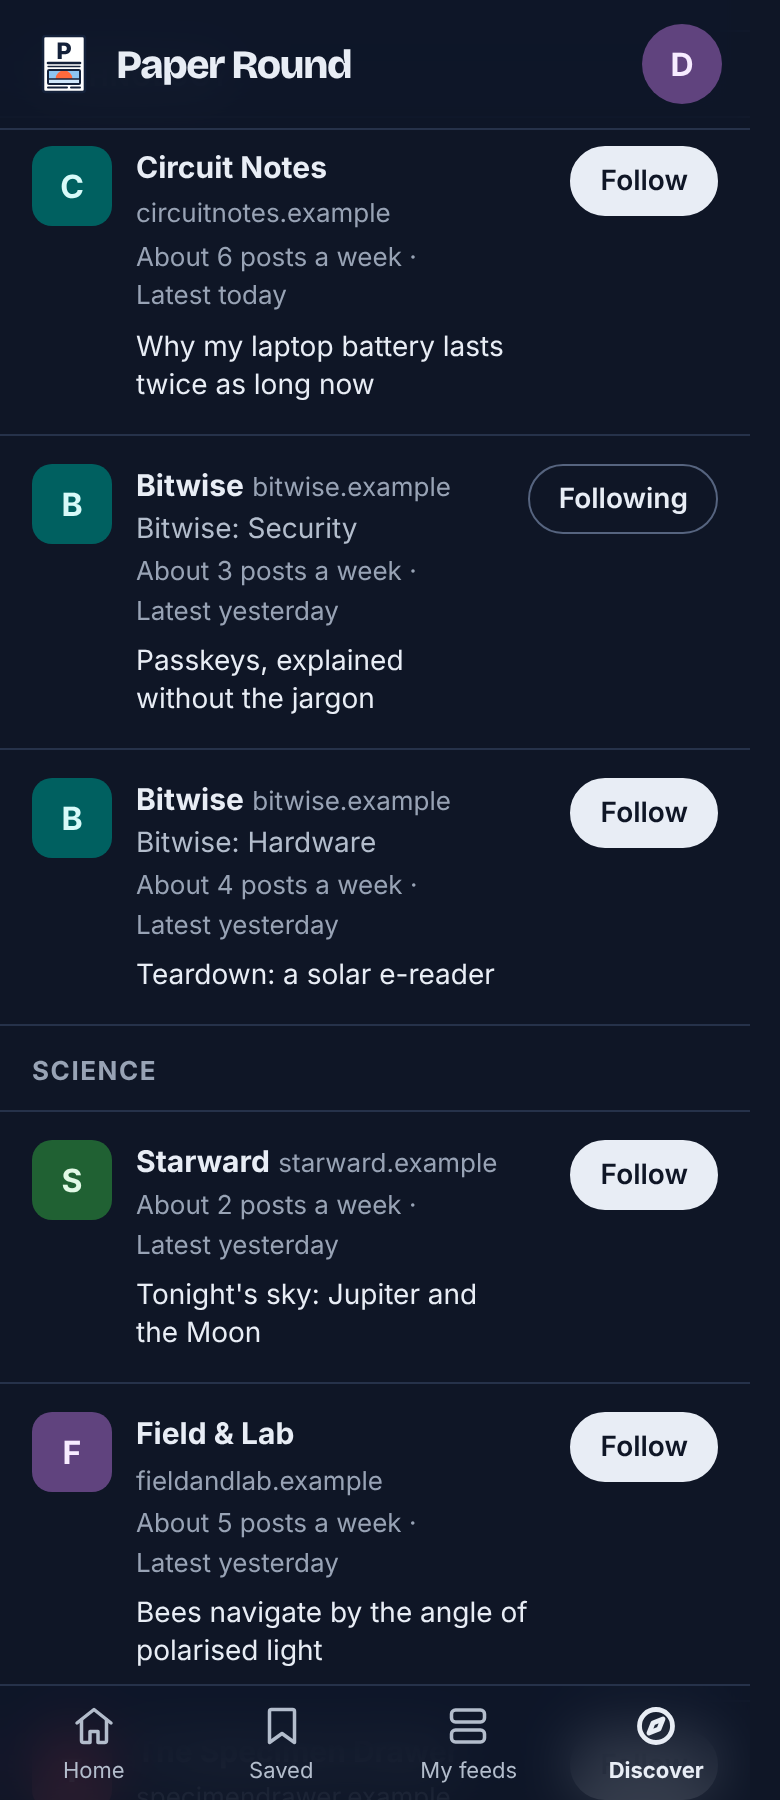 P
Paper Round
D
C
Circuit Notes
Follow
circuitnotes.example
About 6 posts a week ·
Latest today
Why my laptop battery lasts
twice as long now
B
Bitwise bitwise.example
Following
Bitwise: Security
About 3 posts a week ·
Latest yesterday
Passkeys, explained
without the jargon
B
Bitwise bitwise.example
Follow
Bitwise: Hardware
About 4 posts a week ·
Latest yesterday
Teardown: a solar e-reader
SCIENCE
S
Starward starward.example
Follow
About 2 posts a week ·
Latest yesterday
Tonight's sky: Jupiter and
the Moon
F
Field & Lab
Follow
fieldandlab.example
About 5 posts a week ·
Latest yesterday
Bees navigate by the angle of
polarised light
Home
Saved
My feeds
Discover
specimendrawer.example